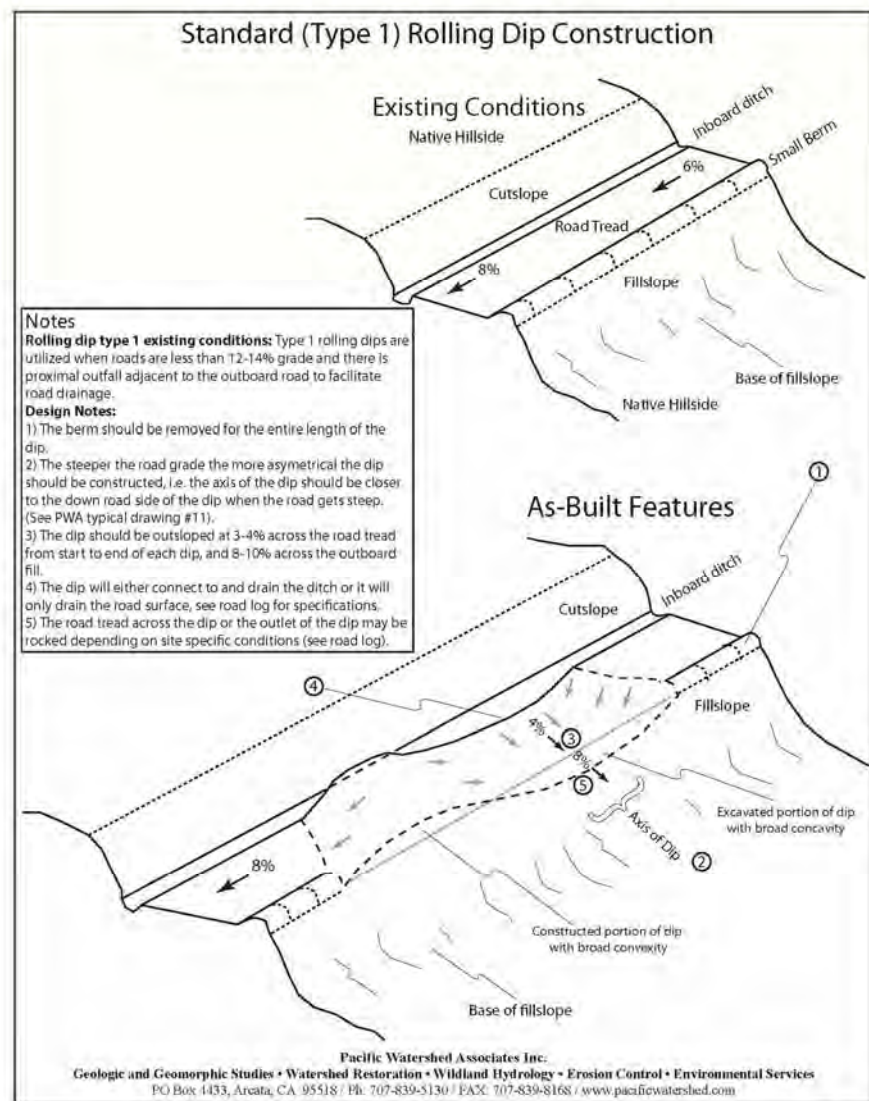 Standard (Type 1) Rolling Dip Construction
Existing Conditions
Native Hillside
Inboard ditch
Small Berm
Cutslope
6%
Road Tread
8%
Fillslope
Base of fillslope
Native Hillside
Notes
Rolling dip type 1 existing conditions: Type 1 rolling dips are
utilized when roads are less than 12-14% grade and there is
proximal outfall adjacent to the outboard road to facilitate
road drainage.
Design Notes:
1) The berm should be removed for the entire length of the
dip.
2) The steeper the road grade the more asymetrical the dip
should be constructed, i.e. the axis of the dip should be closer
to the down road side of the dip when the road gets steep.
(See PWA typical drawing #11).
3) The dip should be outsloped at 3-4% across the road tread
from start to end of each dip, and 8-10% across the outboard
fill.
4) The dip will either connect to and drain the ditch or it will
only drain the road surface, see road log for specifications.
5) The road tread across the dip or the outlet of the dip may be
rocked depending on site specific conditions (see road log).
As-Built Features
1
Inboard ditch
Cutslope
4
Fillslope
4%
3
8%
5
Excavated portion of dip
with broad concavity
Axis of Dip
2
8%
Constructed portion of dip
with broad convexity
Base of fillslope
Pacific Watershed Associates Inc.
Geologic and Geomorphic Studies • Watershed Restoration • Wildland Hydrology • Erosion Control • Environmental Services
PO Box 4433, Arcata, CA 95518 / Ph: 707-839-5130 / FAX: 707-839-8168 / www.pacificwatershed.com